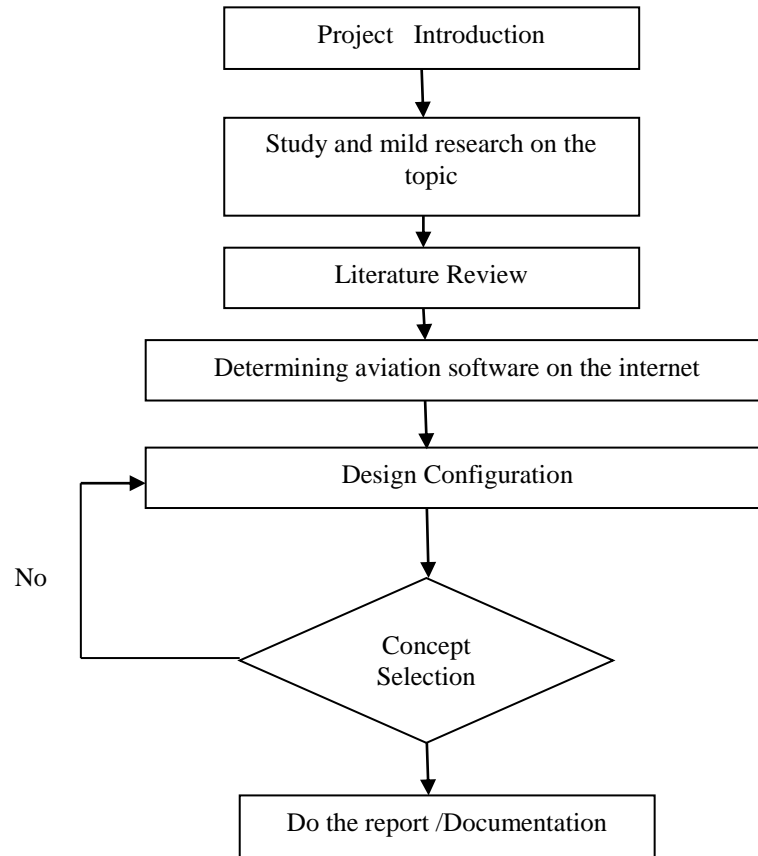 Project Introduction
Study and mild research on the
topic
Literature Review
Determining aviation software on the internet
Design Configuration
No
Concept
Selection
Do the report /Documentation